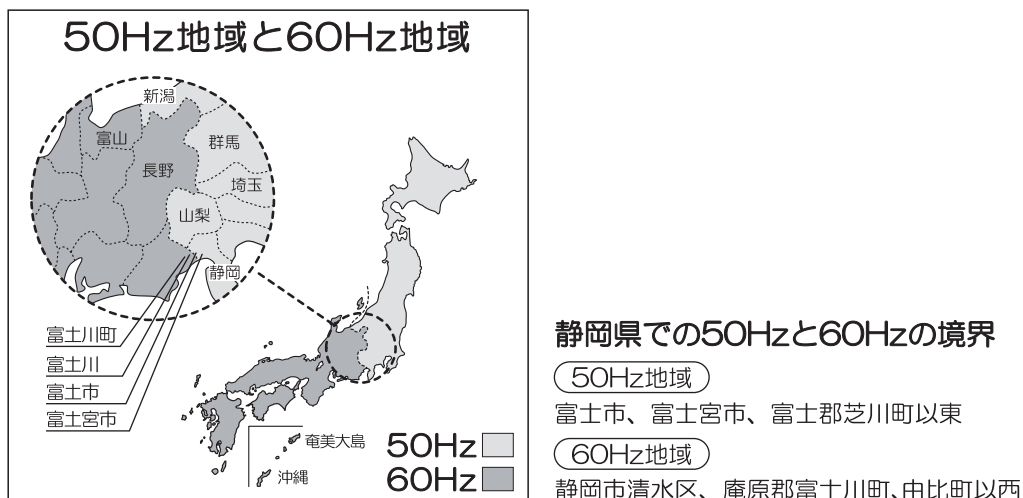 50Hz地域と60Hz地域
新潟
富山
群馬
長野
埼玉
山梨
静岡
富士川町
富士川
富士市
富士宮市
奄美大島
沖縄
50Hz
60Hz
静岡県での50Hzと60Hzの境界
50Hz地域
富士市、富士宮市、富士郡芝川町以東
60Hz地域
静岡市清水区、庵原郡富士川町、由比町以西